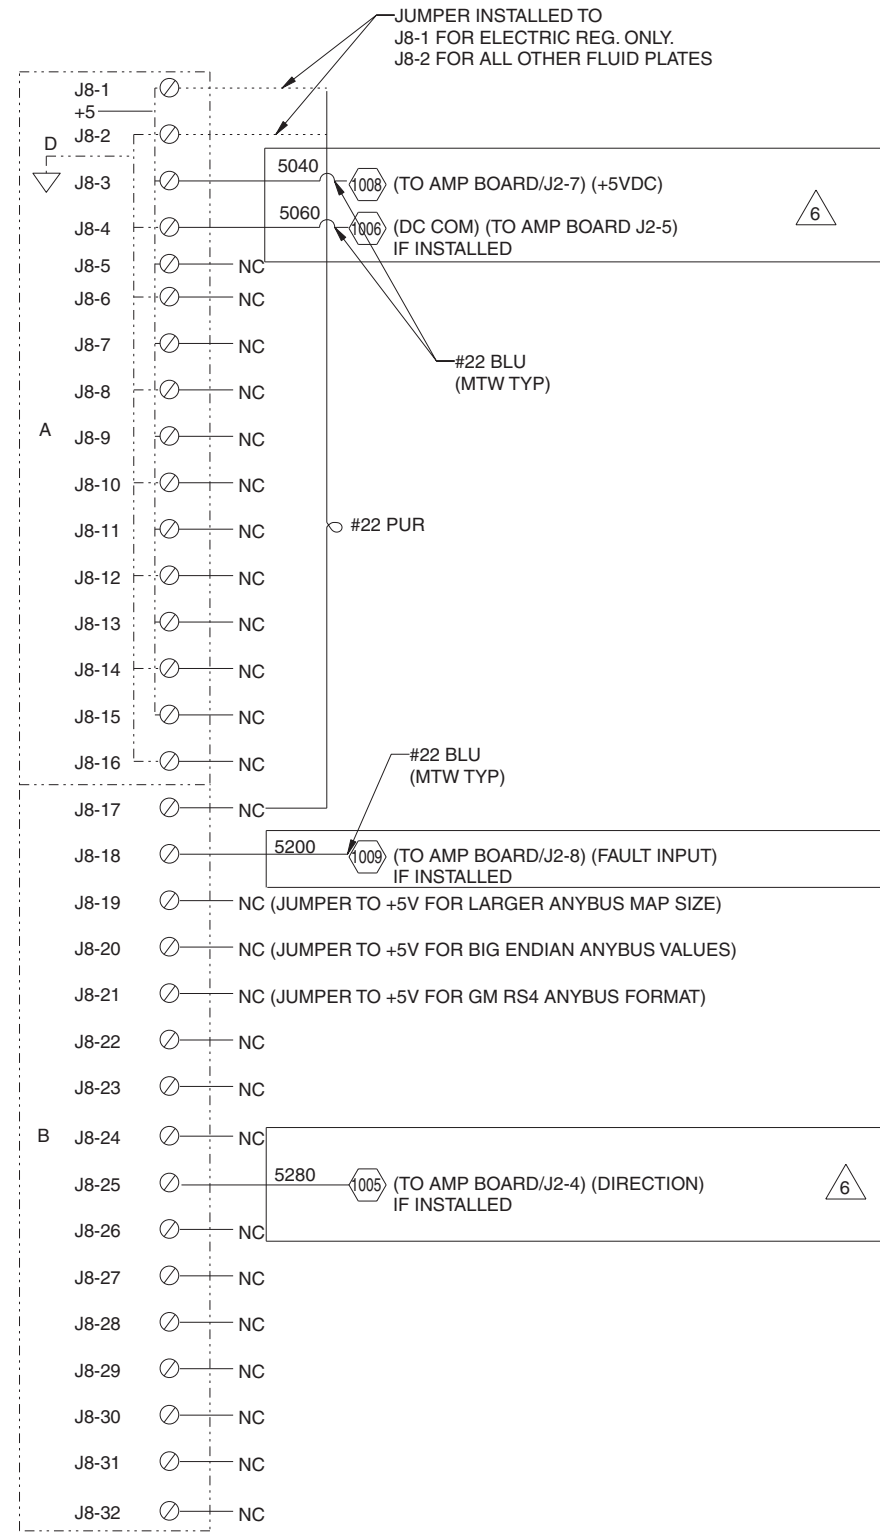 JUMPER INSTALLED TO
J8-1 FOR ELECTRIC REG. ONLY.
J8-2 FOR ALL OTHER FLUID PLATES
J8-1
+5
J8-2
D
J8-3 5040 1008 (TO AMP BOARD/J2-7) (+5VDC)
6
J8-4 5060 1006 (DC COM) (TO AMP BOARD J2-5)
IF INSTALLED
J8-5 NC
J8-6 NC
J8-7 NC
#22 BLU
(MTW TYP)
J8-8 NC
A
J8-9 NC
J8-10 NC
J8-11 NC
#22 PUR
J8-12 NC
J8-13 NC
J8-14 NC
J8-15 NC
J8-16 NC
#22 BLU
(MTW TYP)
J8-17 NC
J8-18 5200 1009 (TO AMP BOARD/J2-8) (FAULT INPUT)
IF INSTALLED
J8-19 NC (JUMPER TO +5V FOR LARGER ANYBUS MAP SIZE)
J8-20 NC (JUMPER TO +5V FOR BIG ENDIAN ANYBUS VALUES)
J8-21 NC (JUMPER TO +5V FOR GM RS4 ANYBUS FORMAT)
J8-22 NC
J8-23 NC
B J8-24 NC
J8-25 5280 1005 (TO AMP BOARD/J2-4) (DIRECTION)
IF INSTALLED
6
J8-26 NC
J8-27 NC
J8-28 NC
J8-29 NC
J8-30 NC
J8-31 NC
J8-32 NC